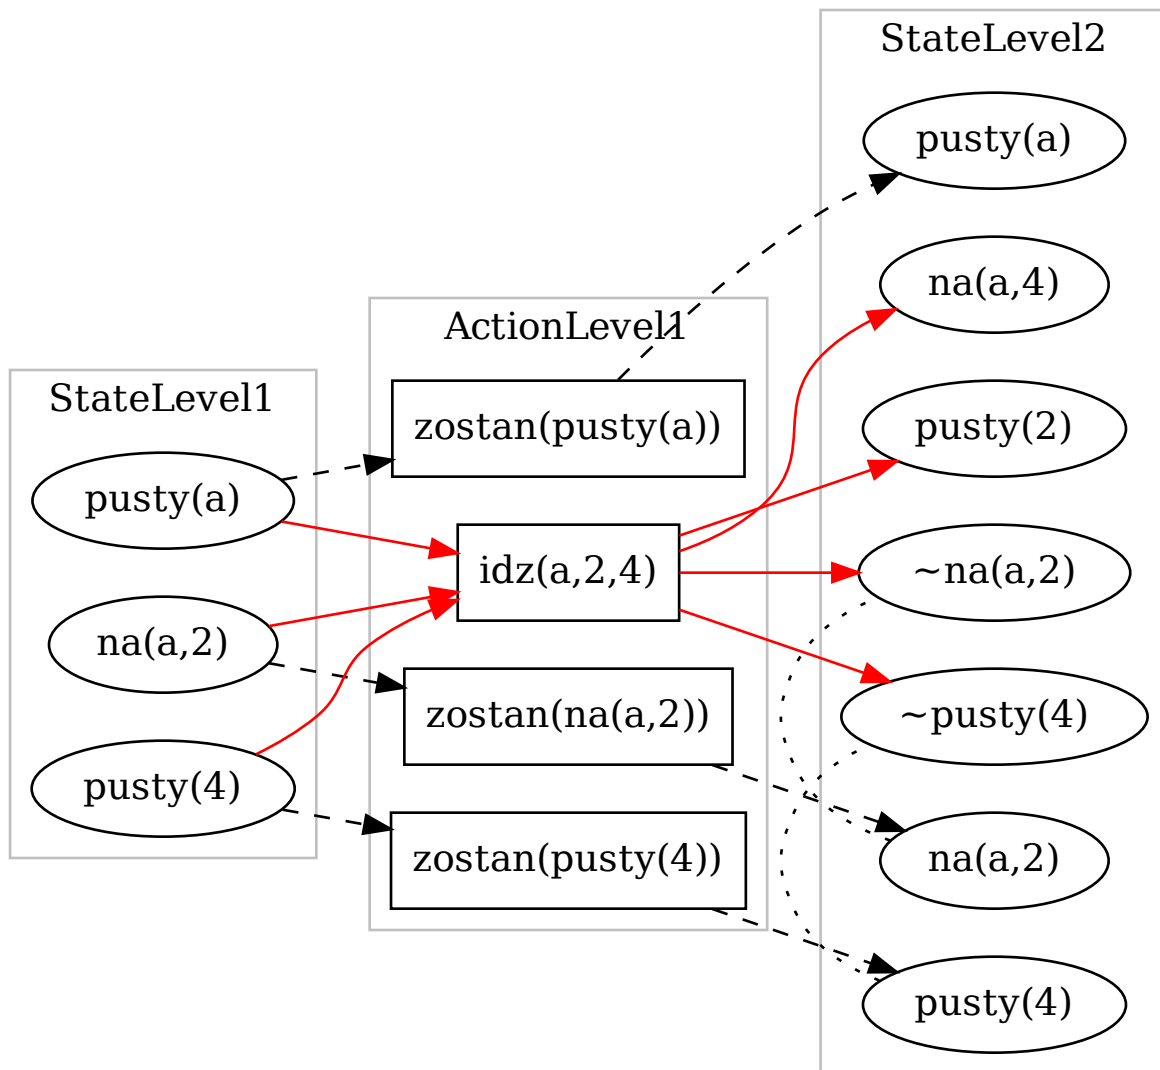 StateLevel1
pusty(a)
na(a,2)
pusty(4)
ActionLevel1
zostan(pusty(a))
idz(a,2,4)
zostan(na(a,2))
zostan(pusty(4))
StateLevel2
pusty(a)
na(a,4)
pusty(2)
~na(a,2)
~pusty(4)
na(a,2)
pusty(4)